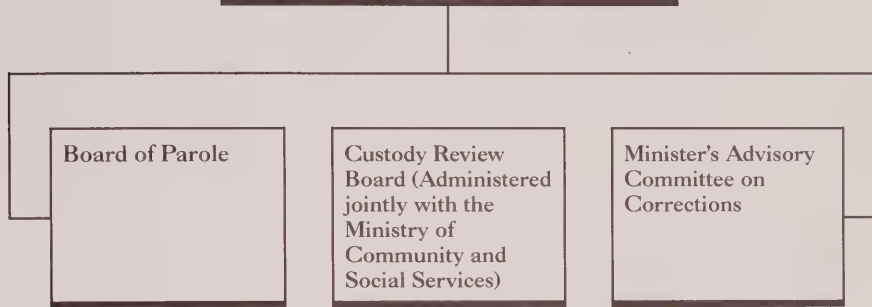 Board of Parole
Custody Review
Board (Administered
jointly with the
Ministry of
Community and
Social Services)
Minister's Advisory
Committee on
Corrections